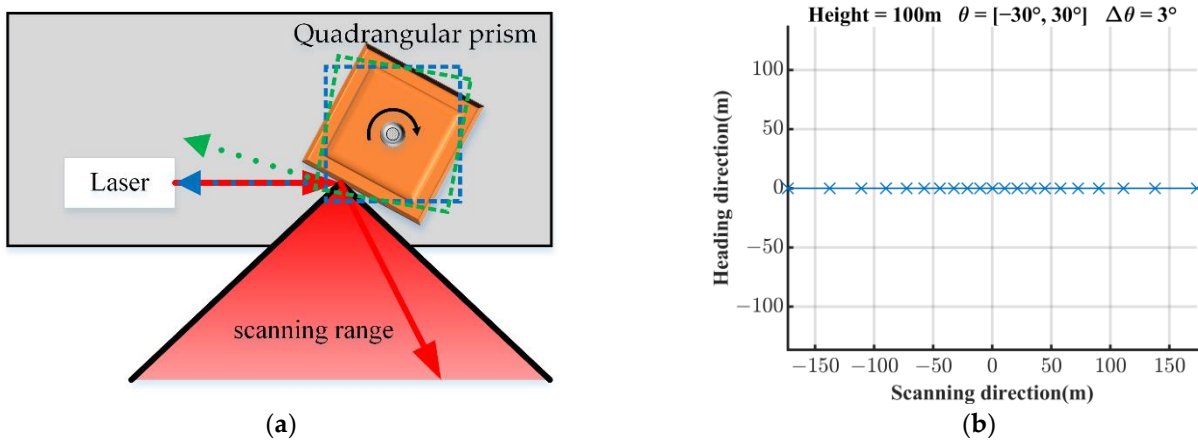 Quadrangular prism
Laser
scanning range
(a)
Height = 100m θ = [−30°, 30°] Δθ = 3°
Heading direction(m)
100
50
0
−50
−100
−150 −100 −50 0 50 100 150
Scanning direction(m)
(b)